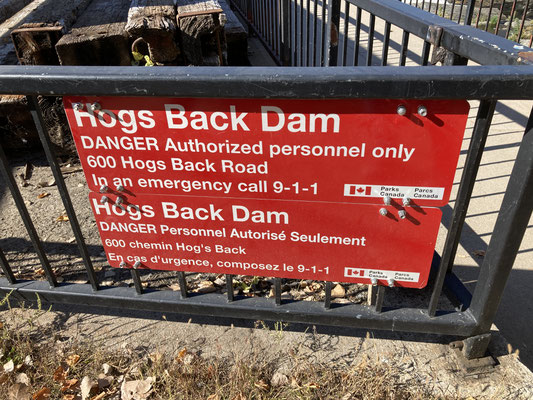 Hogs Back Dam
DANGER Authorized personnel only
600 Hogs Back Road
In an emergency call 9-1-1
Parks Canada
Parcs Canada
Hogs Back Dam
DANGER Personnel Autorisé Seulement
600 chemin Hog's Back
En cas d'urgence, composez le 9-1-1
Parks Canada
Parcs Canada